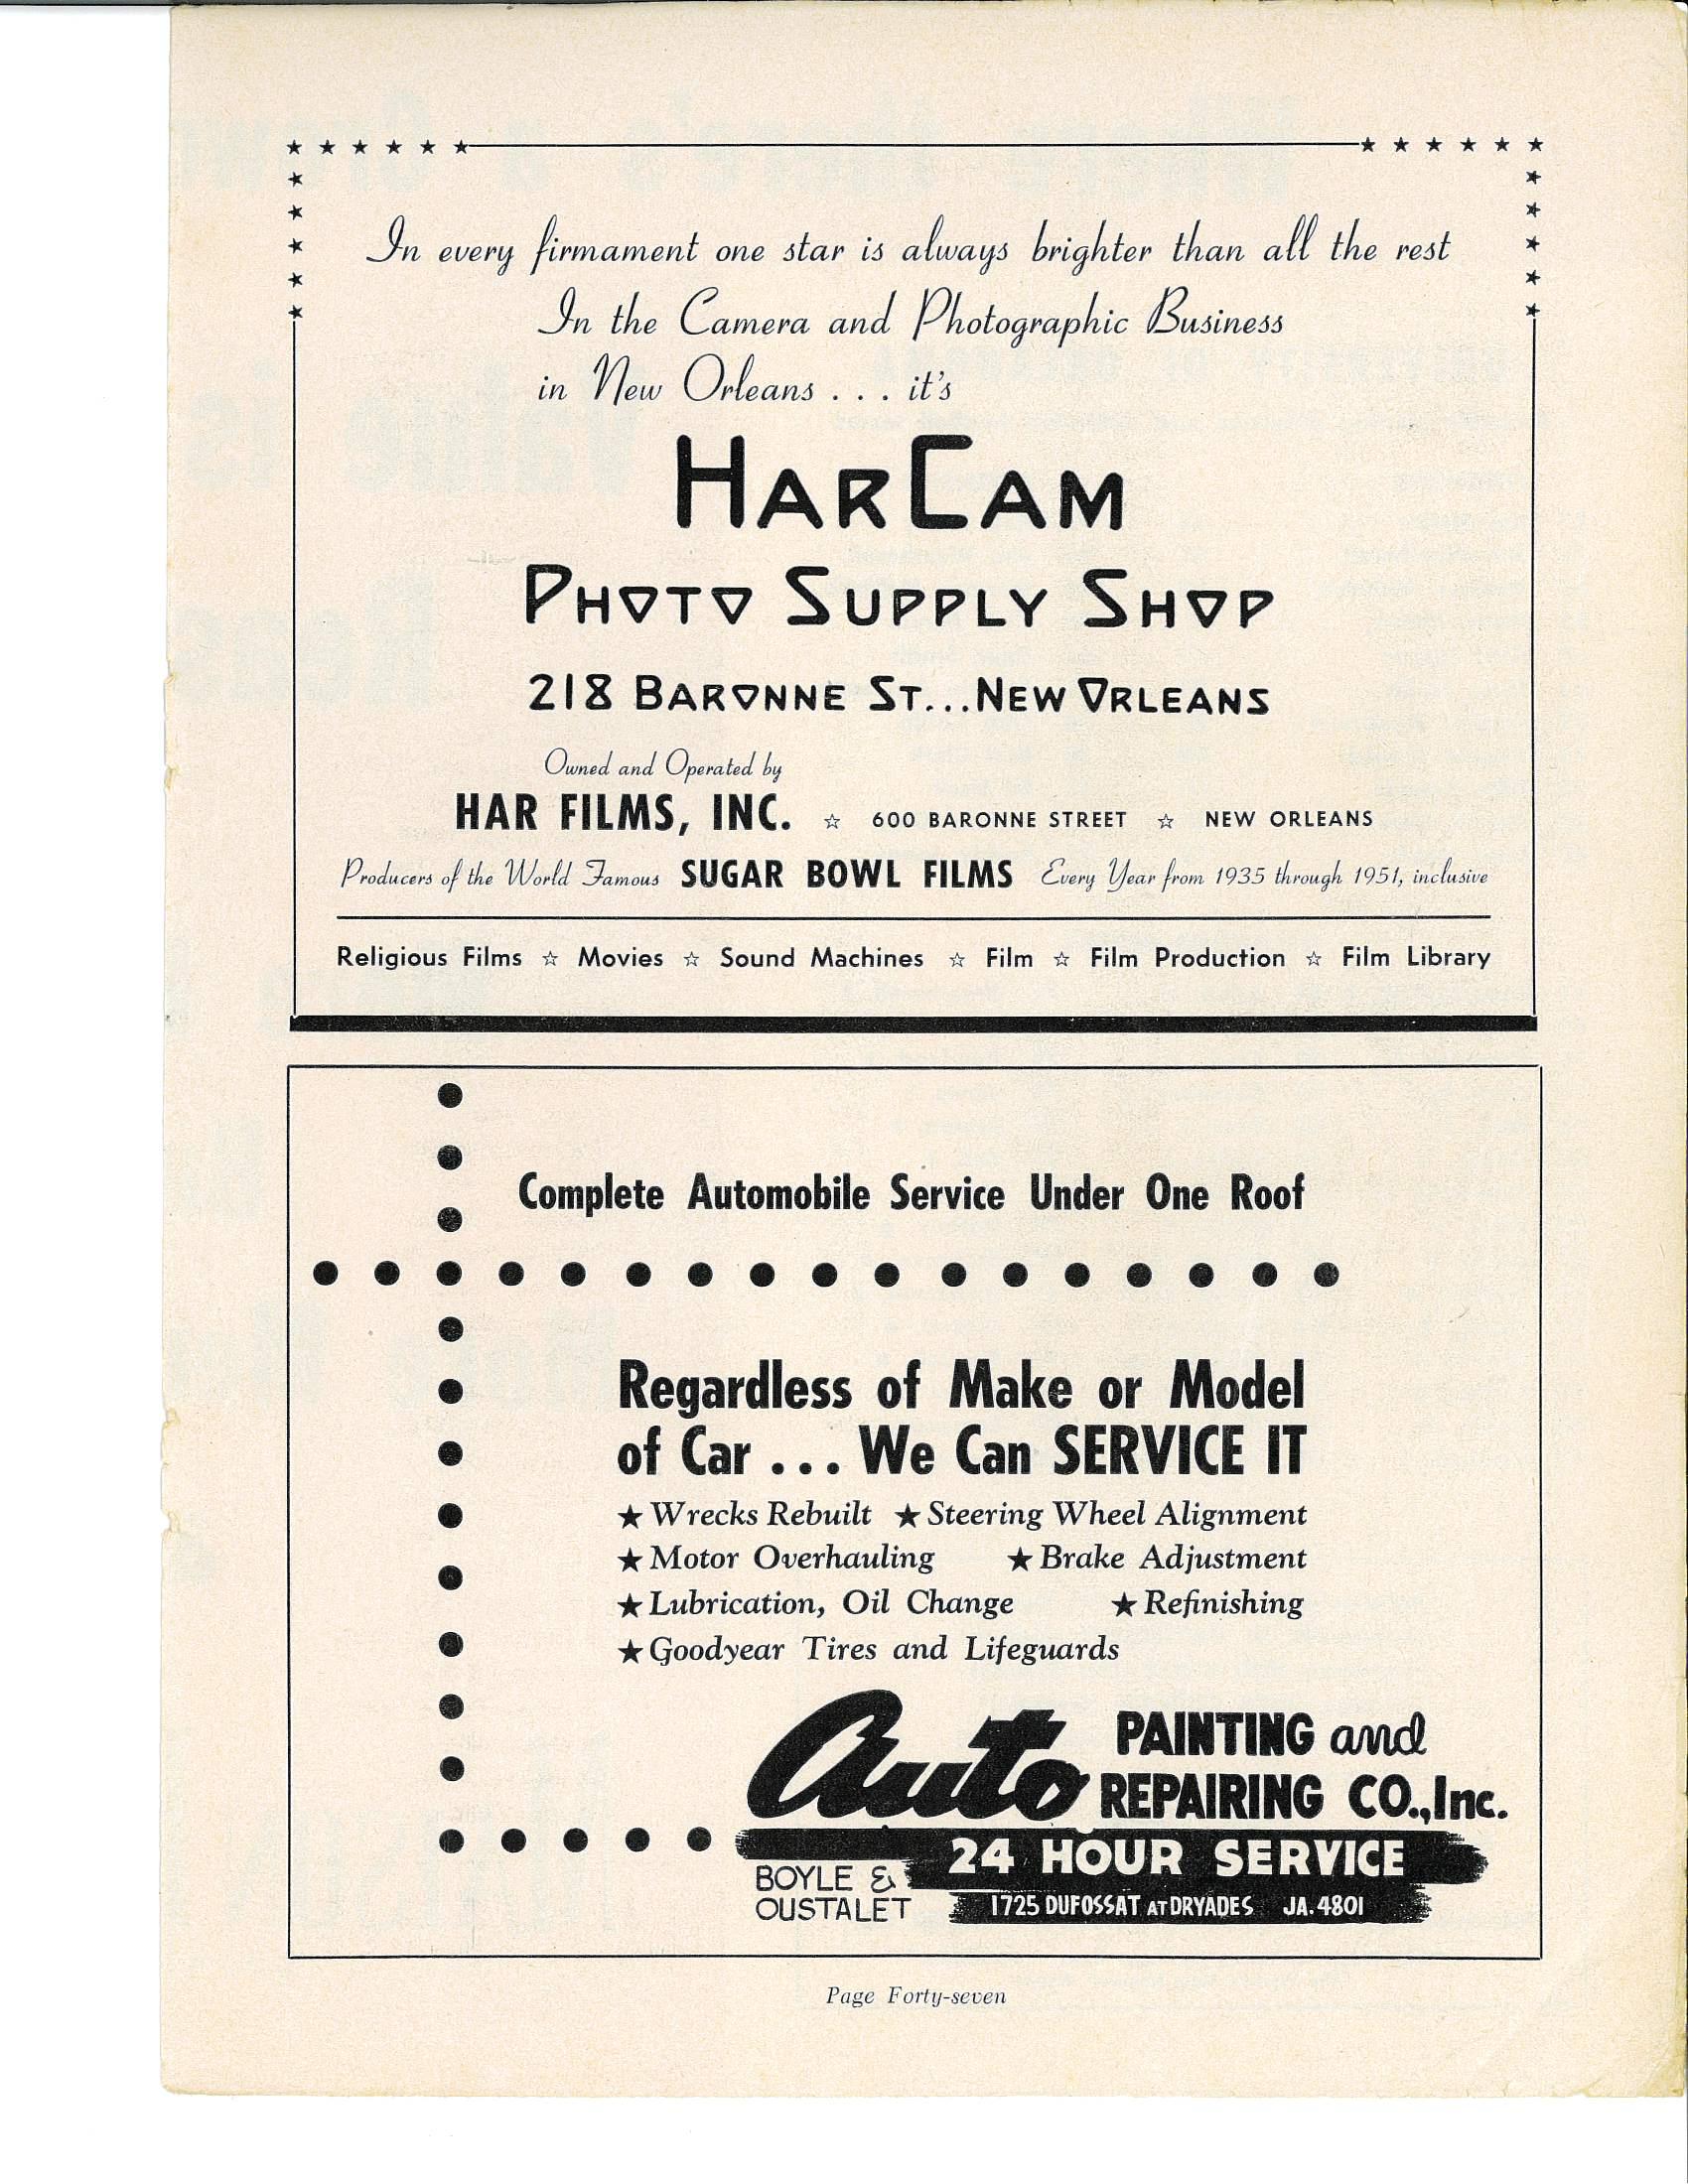 In every firmament one star is always brighter than all the rest
In the Camera and Photographic Business
in New Orleans . . . it's
HARCAM
PHOTO SUPPLY SHOP
218 BARONNE ST...NEW ORLEANS
Owned and Operated by
HAR FILMS, INC. ☆ 600 BARONNE STREET ☆ NEW ORLEANS
Producers of the World Famous SUGAR BOWL FILMS Every Year from 1935 through 1951, inclusive
Religious Films ☆ Movies ☆ Sound Machines ☆ Film ☆ Film Production ☆ Film Library
Complete Automobile Service Under One Roof
Regardless of Make or Model
of Car . . . We Can SERVICE IT
★ Wrecks Rebuilt ★ Steering Wheel Alignment
★ Motor Overhauling ★ Brake Adjustment
★ Lubrication, Oil Change ★ Refinishing
★ Goodyear Tires and Lifeguards
Auto PAINTING and
REPAIRING CO., Inc.
24 HOUR SERVICE
BOYLE &
OUSTALET
1725 DUFOSSAT AT DRYADES JA. 4801
Page Forty-seven